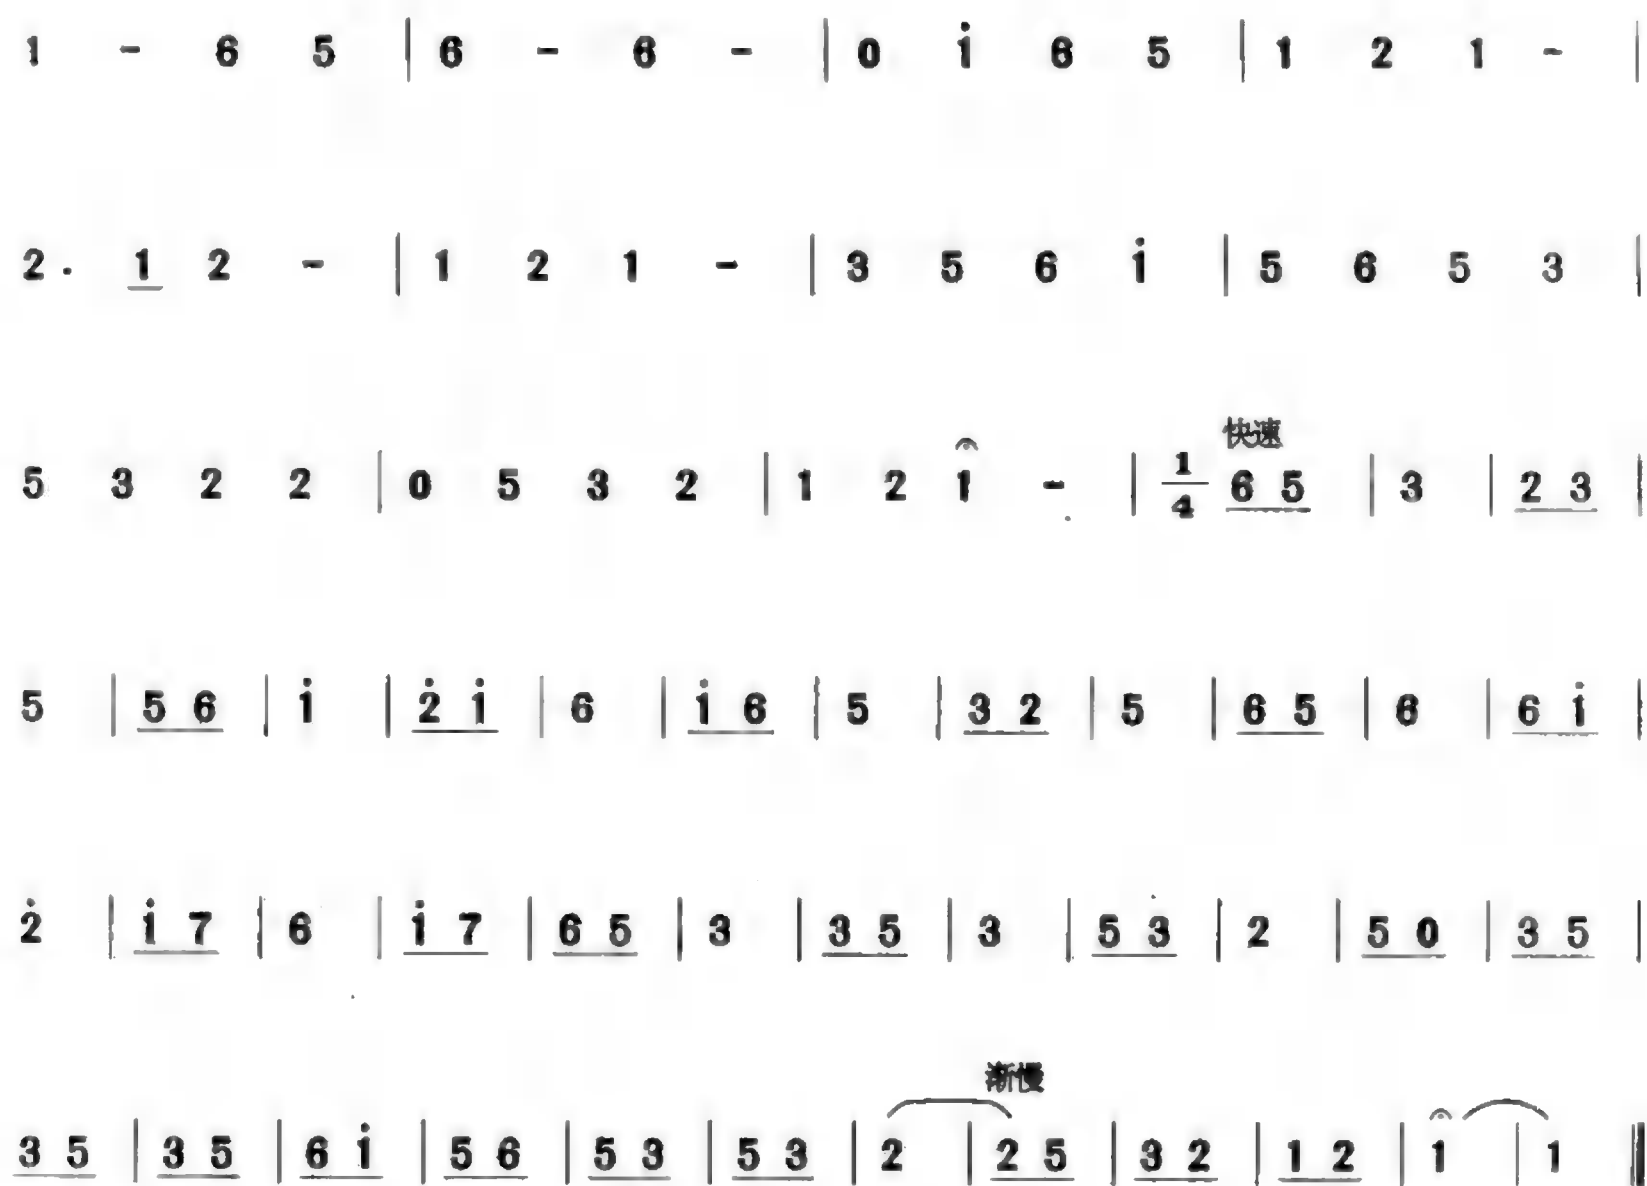 1 - 6 5 | 6 - 6 - | 0 i̇ 6 5 | 1 2 1 - |
2 · 1 2 - | 1 2 1 - | 3 5 6 i̇ | 5 6 5 3 |
快速
5 3 2 2 | 0 5 3 2 | 1 2 1 - | 1/4 6 5 | 3 | 2 3 |
5 | 5 6 | i̇ | 2̇ i̇ | 6 | i̇ 6 | 5 | 3 2 | 5 | 6 5 | 6 | 6 i̇ |
2̇ | i̇ 7 | 6 | i̇ 7 | 6 5 | 3 | 3 5 | 3 | 5 3 | 2 | 5 0 | 3 5 |
渐慢
3 5 | 3 5 | 6 i̇ | 5 6 | 5 3 | 5 3 | 2 | 2 5 | 3 2 | 1 2 | 1 | 1 ‖